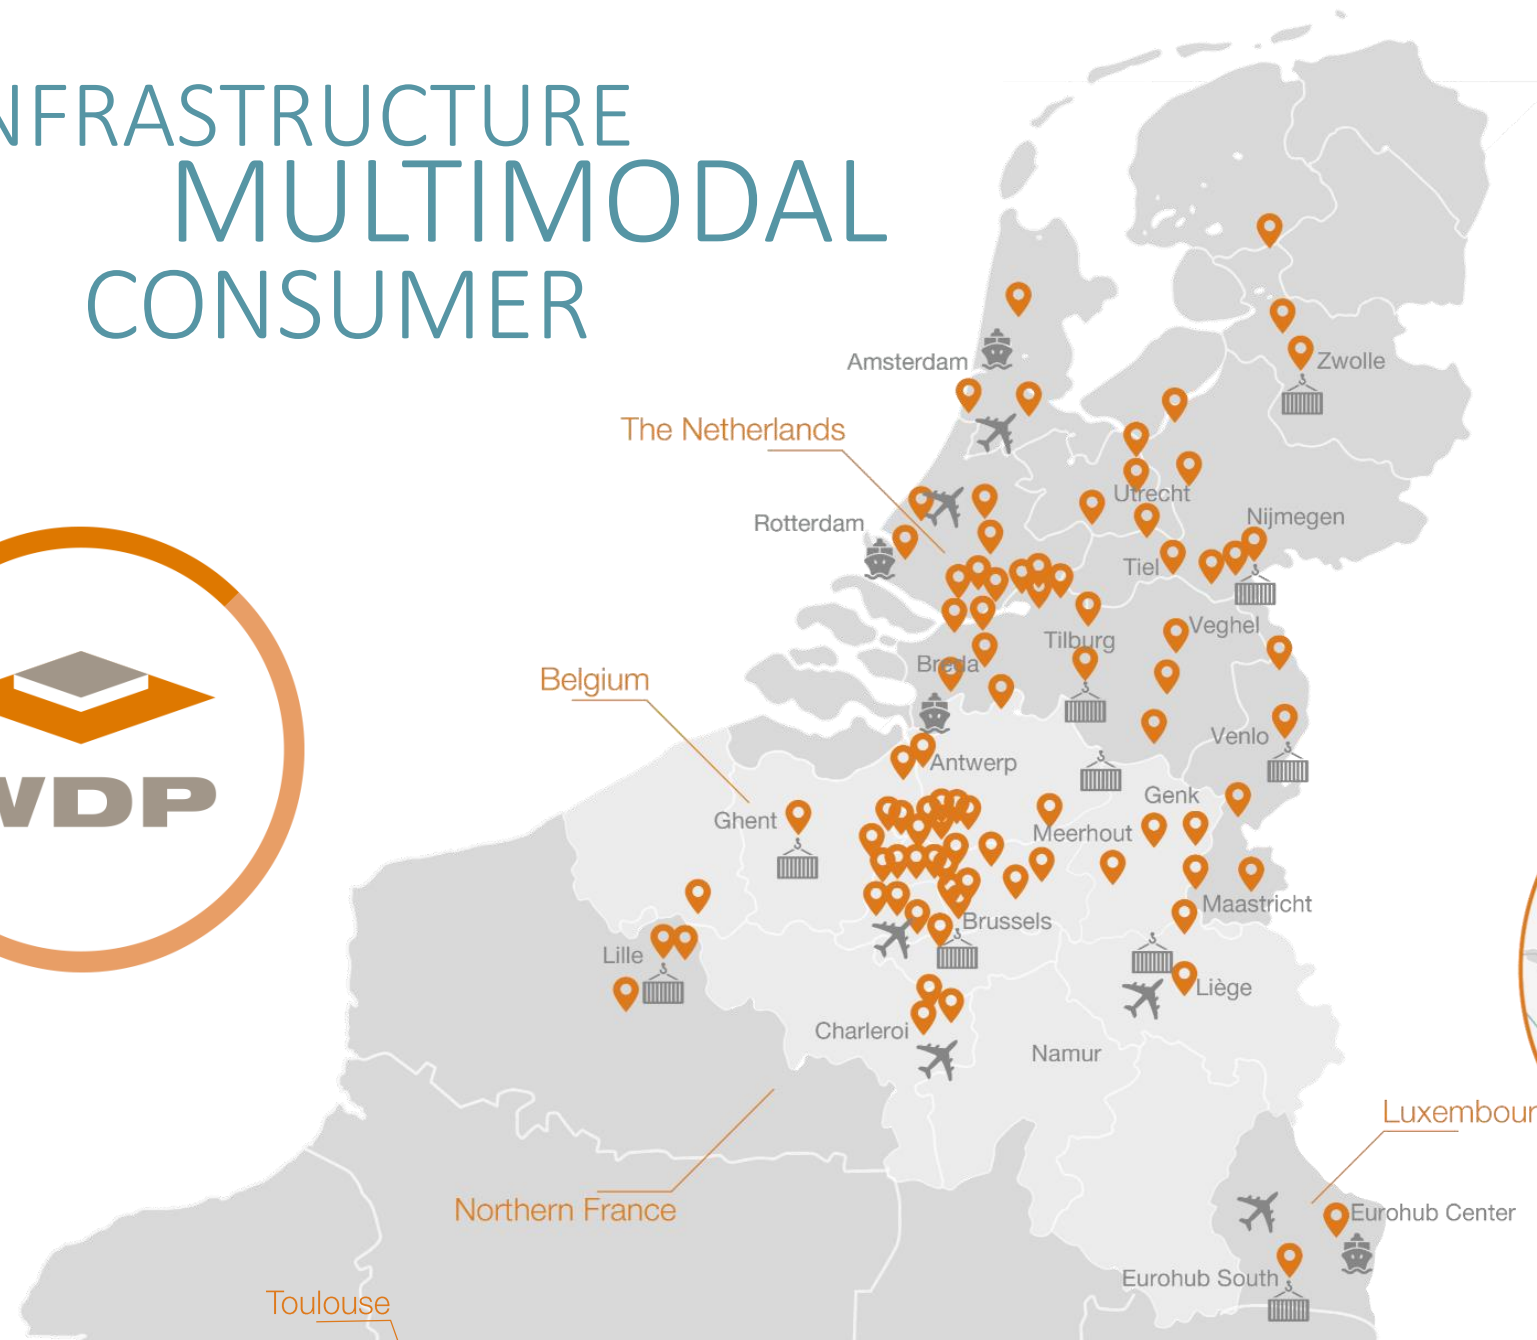 NFRASTRUCTURE
MULTIMODAL
CONSUMER
Amsterdam
Zwolle
The Netherlands
Utrecht
Rotterdam
Nijmegen
Tiel
Veghel
Tilburg
Breda
Belgium
Venlo
Antwerp
WDP
Genk
Ghent
Meerhout
Maastricht
Brussels
Lille
Liège
Charleroi
Namur
Luxembour
Northern France
Eurohub Center
Eurohub South
Toulouse